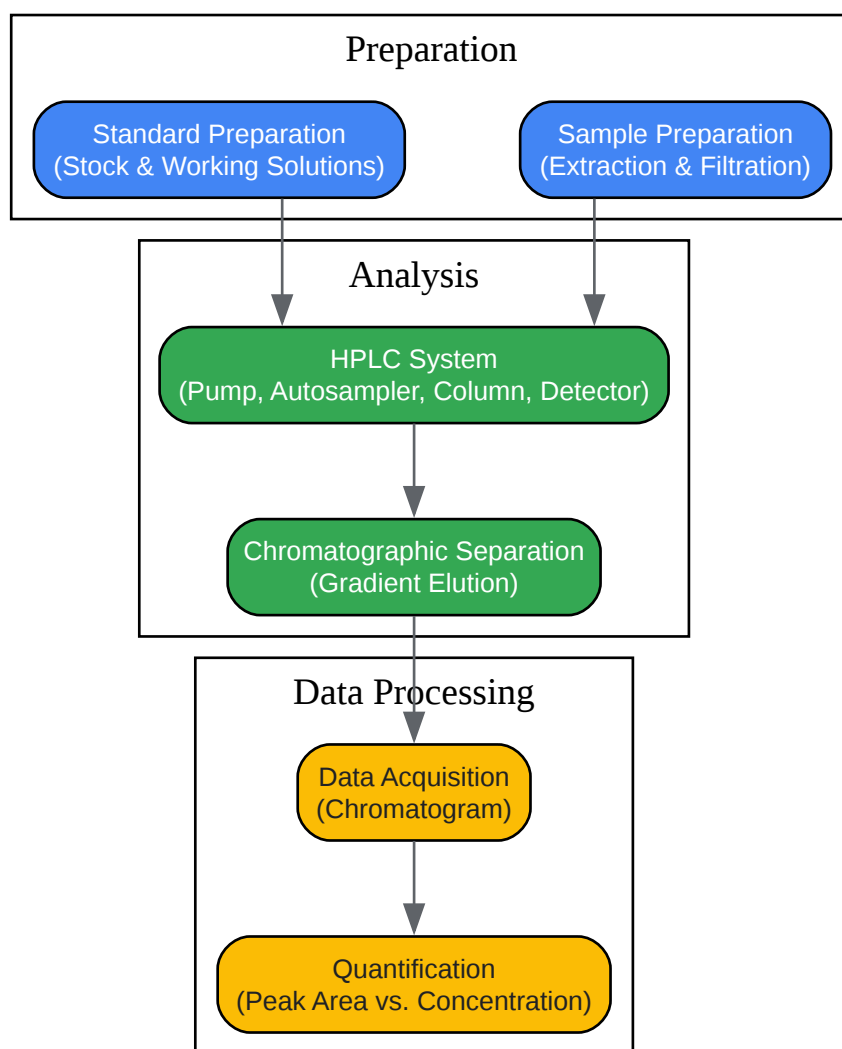 Preparation
Standard Preparation
(Stock & Working Solutions)
Sample Preparation
(Extraction & Filtration)
Analysis
HPLC System
(Pump, Autosampler, Column, Detector)
Chromatographic Separation
(Gradient Elution)
Data Processing
Data Acquisition
(Chromatogram)
Quantification
(Peak Area vs. Concentration)